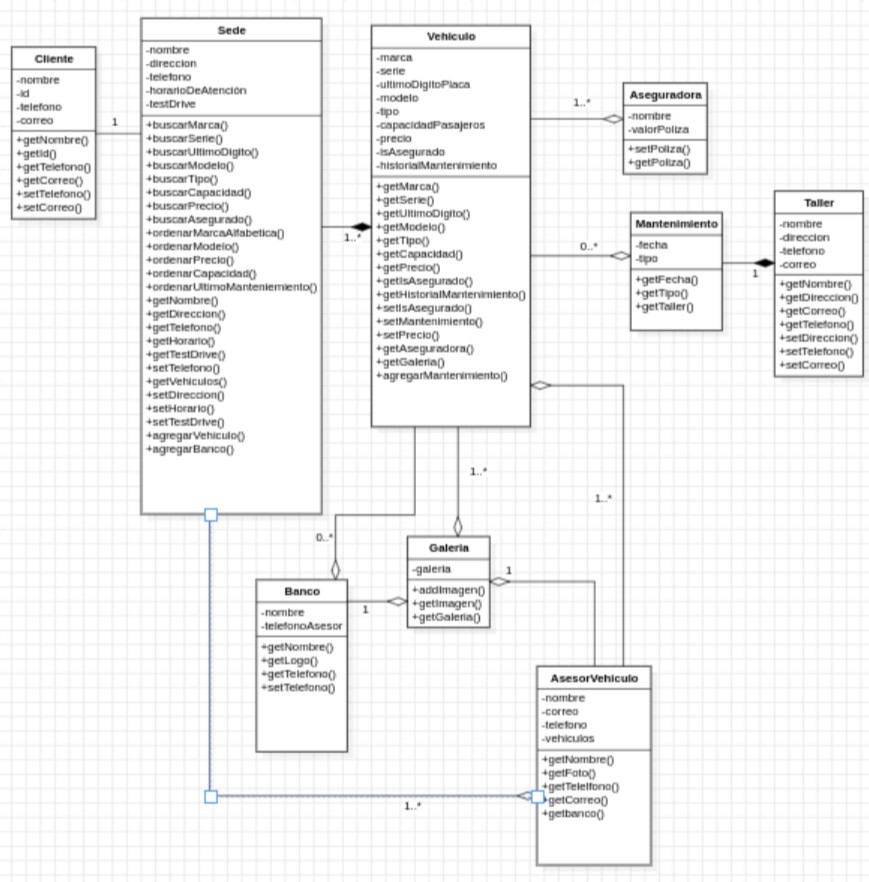 Cliente
-nombre
-id
-telefono
-correo
+getNombre()
+getId()
+getTelefono()
+getCorreo()
+setTelefono()
+setCorreo()
1
Sede
-nombre
-direccion
-telefono
-horarioDeAtención
-testDrive
+buscarMarca()
+buscarSerie()
+buscarUltimoDigito()
+buscarModelo()
+buscarTipo()
+buscarCapacidad()
+buscarPrecio()
+buscarAsegurado()
+ordenarMarcaAlfabetica()
+ordenarModelo()
+ordenarPrecio()
+ordenarCapacidad()
+ordenarUltimoManteniemiento()
+getNombre()
+getDireccion()
+getTelefono()
+getHorario()
+getTestDrive()
+setTelefono()
+getVehiculos()
+setDireccion()
+setHorario()
+setTestDrive()
+agregarVehiculo()
+agregarBanco()
1..*
Vehiculo
-marca
-serie
-ultimoDigitoPlaca
-modelo
-tipo
-capacidadPasajeros
-precio
-isAsegurado
-historialMantenimiento
+getMarca()
+getSerie()
+getUltimoDigito()
+getModelo()
+getTipo()
+getCapacidad()
+getPrecio()
+getIsAsegurado()
+getHistorialMantenimiento()
+setIsAsegurado()
+setMantenimiento()
+setPrecio()
+getAseguradora()
+getGaleria()
+agregarMantenimiento()
1..*
Aseguradora
-nombre
-valorPoliza
+setPoliza()
+getPoliza()
0..*
Mantenimiento
-fecha
-tipo
+getFecha()
+getTipo()
+getTaller()
1
Taller
-nombre
-direccion
-telefono
-correo
+getNombre()
+getDireccion()
+getCorreo()
+getTelefono()
+setDireccion()
+setTelefono()
+setCorreo()
1..*
1..*
0..*
Galeria
-galeria
+addImagen()
+getImagen()
+getGaleria()
1
Banco
-nombre
-telefonoAsesor
+getNombre()
+getLogo()
+getTelefono()
+setTelefono()
1
AsesorVehiculo
-nombre
-correo
-telefono
-vehiculos
+getNombre()
+getFoto()
+getTelelfono()
+getCorreo()
+getbanco()
1..*